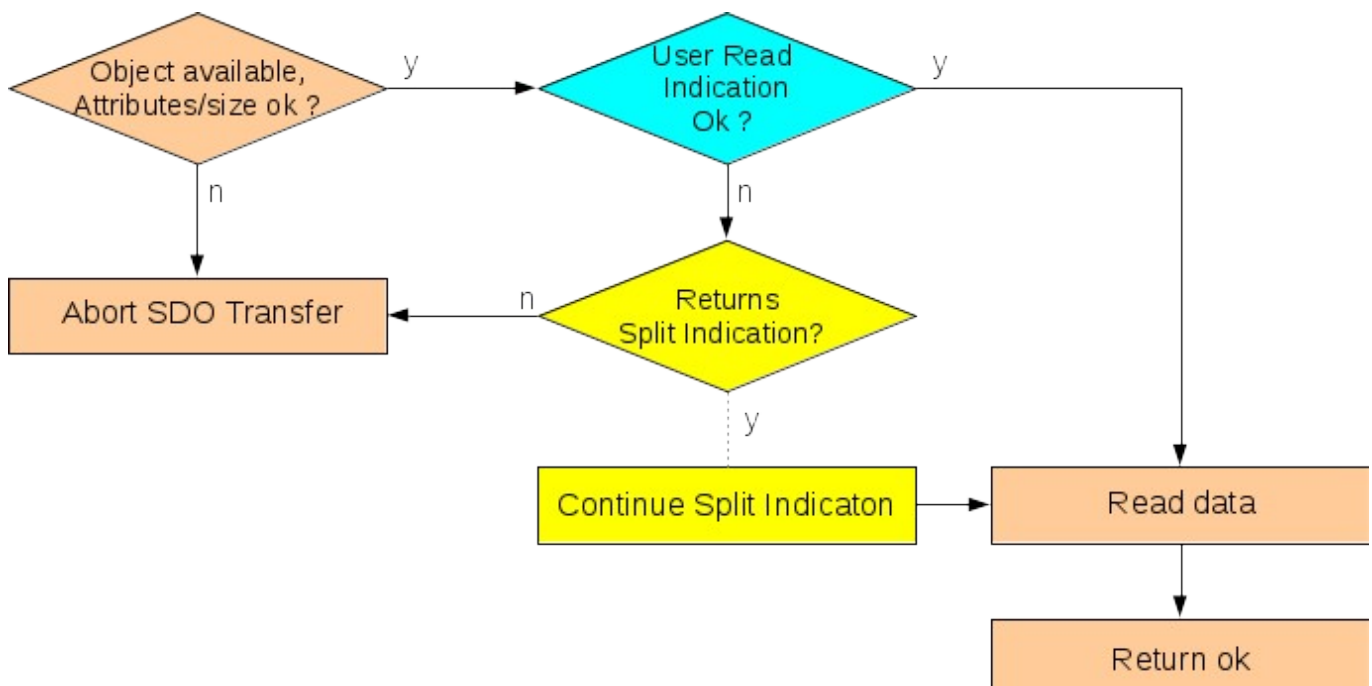 Object available,
Attributes/size ok ?
y
User Read
Indication
Ok ?
y
n
n
Abort SDO Transfer
n
Returns
Split Indication?
y
Continue Split Indicaton
Read data
Return ok